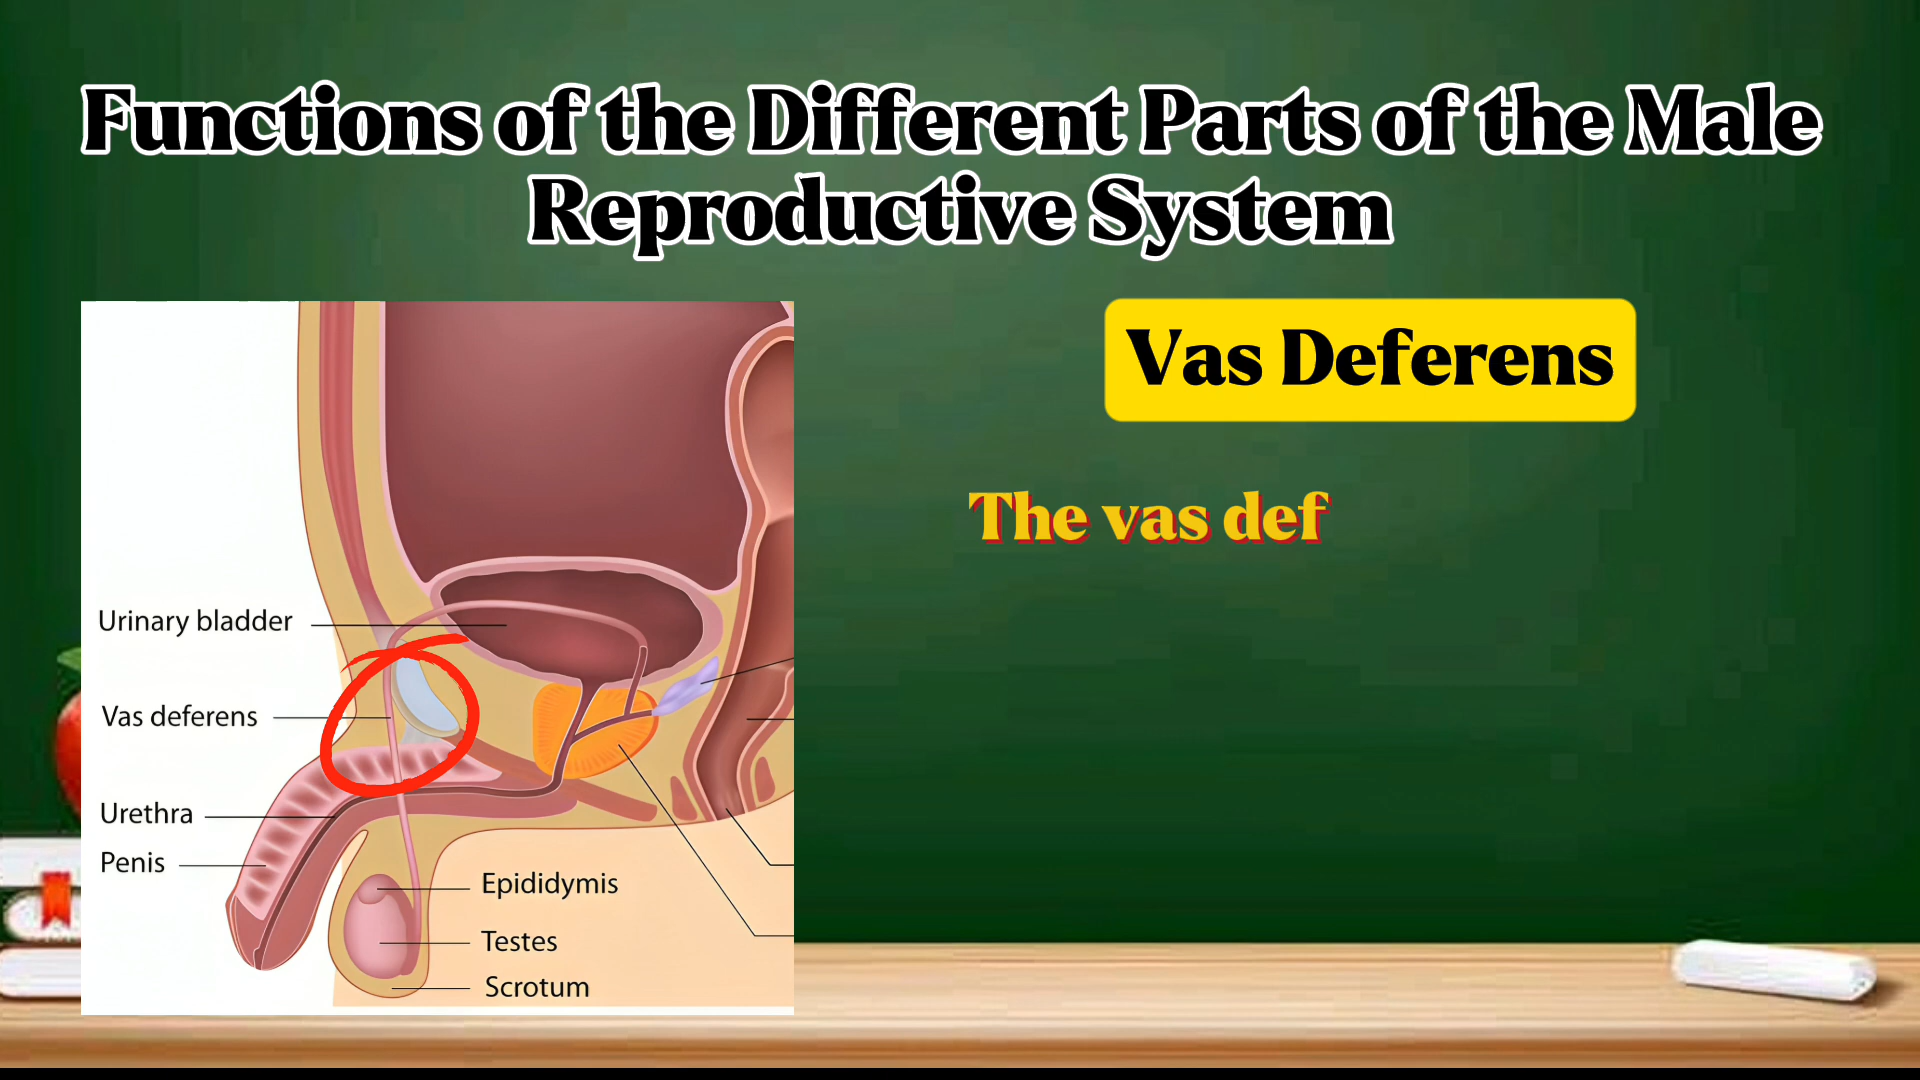 Functions of the Different Parts of the Male
Reproductive System
Vas Deferens
The vas def
Urinary bladder
Vas deferens
Urethra
Penis
Epididymis
Testes
Scrotum